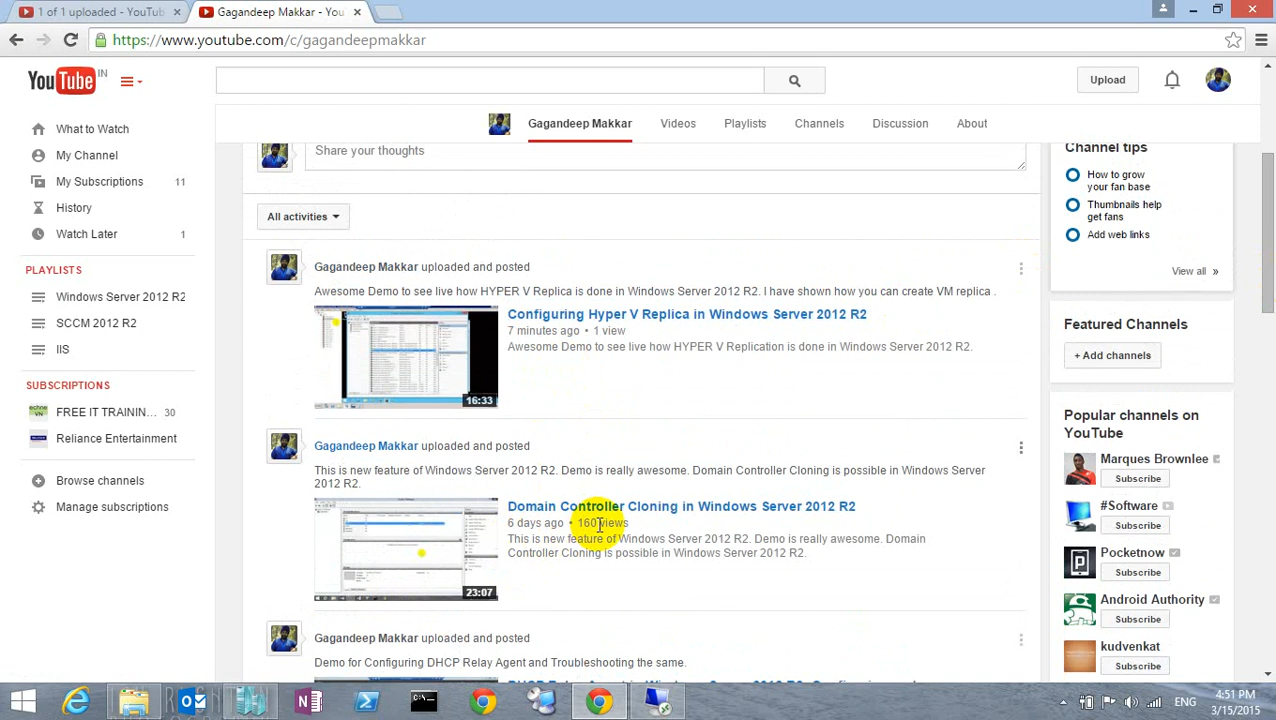 1 of 1 uploaded - YouTub
Gagandeep Makkar - You
https://www.youtube.com/c/gagandeepmakkar
YouTube IN
Upload
Gagandeep Makkar
Videos
Playlists
Channels
Discussion
About
What to Watch
My Channel
My Subscriptions 11
History
Watch Later 1
PLAYLISTS
Windows Server 2012 R2
SCCM 2012 R2
IIS
SUBSCRIPTIONS
FREE IT TRAININ... 30
Reliance Entertainment
Browse channels
Manage subscriptions
Share your thoughts
All activities
Gagandeep Makkar uploaded and posted
Awesome Demo to see live how HYPER V Replica is done in Windows Server 2012 R2. I have shown how you can create VM replica .
Configuring Hyper V Replica in Windows Server 2012 R2
7 minutes ago • 1 view
Awesome Demo to see live how HYPER V Replication is done in Windows Server 2012 R2.
16:33
Gagandeep Makkar uploaded and posted
This is new feature of Windows Server 2012 R2. Demo is really awesome. Domain Controller Cloning is possible in Windows Server
2012 R2.
Domain Controller Cloning in Windows Server 2012 R2
6 days ago • 160 views
This is new feature of Windows Server 2012 R2. Demo is really awesome. Domain
Controller Cloning is possible in Windows Server 2012 R2.
23:07
Gagandeep Makkar uploaded and posted
Demo for Configuring DHCP Relay Agent and Troubleshooting the same.
Channel tips
How to grow
your fan base
Thumbnails help
get fans
Add web links
View all »
Featured Channels
+ Add channels
Popular channels on
YouTube
Marques Brownlee
Subscribe
#Software
Subscribe
Pocketnow
Subscribe
Android Authority
Subscribe
kudvenkat
Subscribe
ENG
4:51 PM
3/15/2015